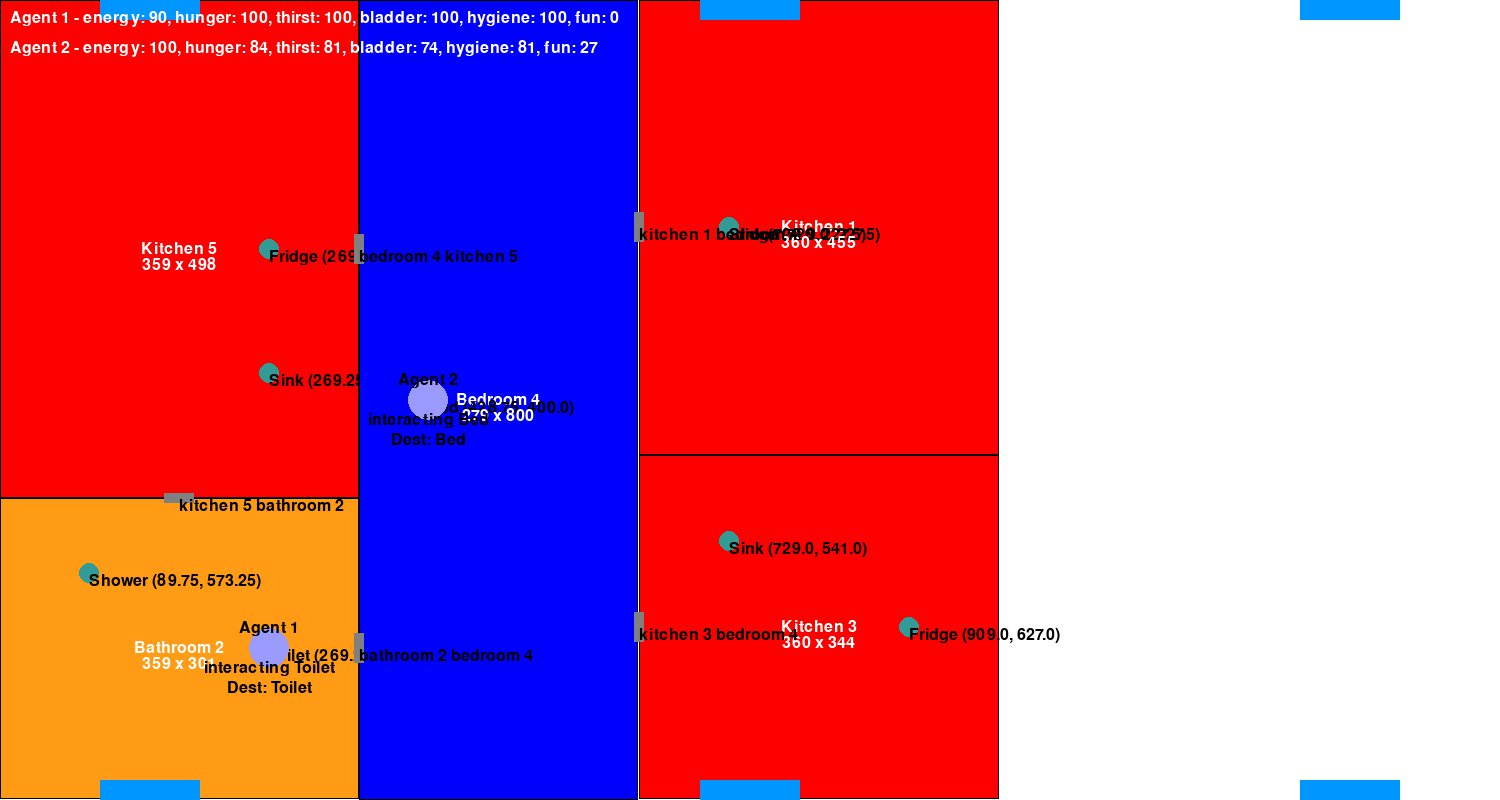 Agent 1 - energy: 90, hunger: 100, thirst: 100, bladder: 100, hygiene: 100, fun: 0
Agent 2 - energy: 100, hunger: 84, thirst: 81, bladder: 74, hygiene: 81, fun: 27
Kitchen 1
360 x 455
kitchen 1
Kitchen 5
359 x 498
Fridge (269
bedroom 4 kitchen 5
Sink (269.25
Agent 2
Bedroom 4
279 x 800
interacting Bed
Dest: Bed
kitchen 5 bathroom 2
Sink (729.0, 541.0)
Shower (89.75, 573.25)
Agent 1
Kitchen 3
360 x 344
kitchen 3 bedroom 4
Fridge (909.0, 627.0)
Bathroom 2
bathroom 2 bedroom 4
359 x
interacting Toilet
Dest: Toilet